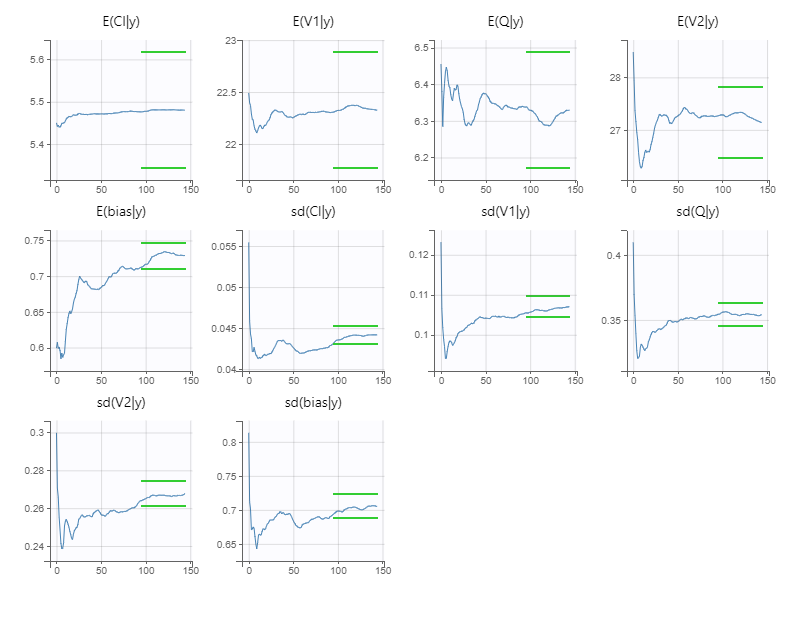 E(Cl|y) E(V1|y) E(Q|y) E(V2|y)
5.6 23 6.5 28
5.5 22.5 6.4 27
5.4 22 6.3
6.2
0 50 100 150 0 50 100 150 0 50 100 150 0 50 100 150
E(bias|y) sd(Cl|y) sd(V1|y) sd(Q|y)
0.75 0.055 0.12 0.4
0.7 0.05 0.11 0.35
0.65 0.045 0.1
0.6 0.04
0 50 100 150 0 50 100 150 0 50 100 150 0 50 100 150
sd(V2|y) sd(bias|y)
0.3 0.8
0.28 0.75
0.26 0.7
0.24 0.65
0 50 100 150 0 50 100 150